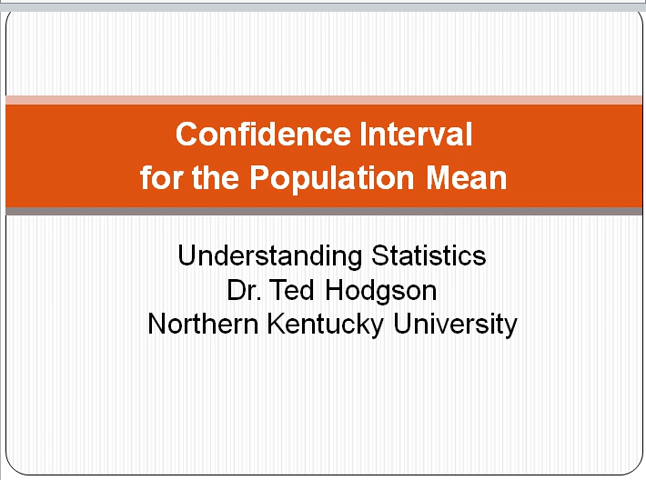 Confidence Interval
for the Population Mean
Understanding Statistics
Dr. Ted Hodgson
Northern Kentucky University